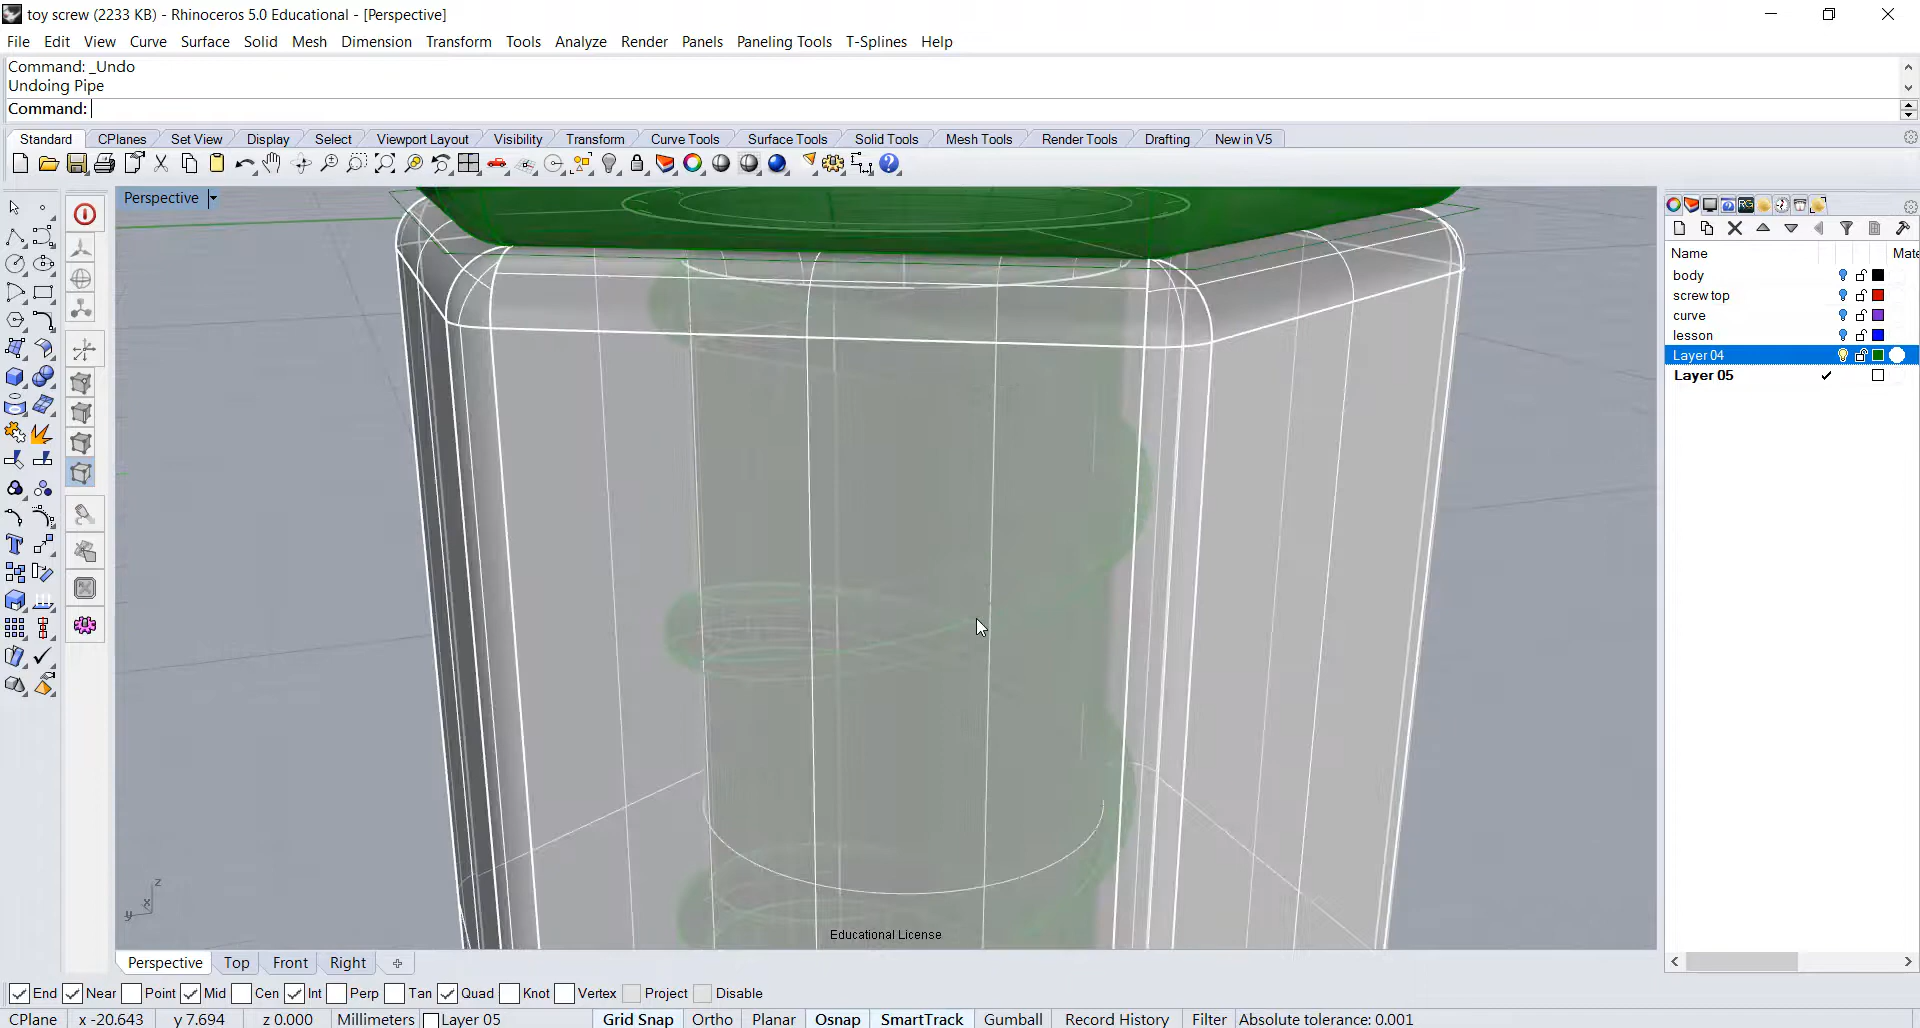 toy screw (2233 KB) - Rhinoceros 5.0 Educational - [Perspective]
File Edit View Curve Surface Solid Mesh Dimension Transform Tools Analyze Render Panels Paneling Tools T-Splines Help
Command: _Undo
Undoing Pipe
Command:
Standard CPlanes Set View Display Select Viewport Layout Visibility Transform Curve Tools Surface Tools Solid Tools Mesh Tools Render Tools Drafting New in V5
Perspective
Name Mate
body
screw top
curve
lesson
Layer 04
Layer 05
z
x
y
Educational License
Perspective Top Front Right
End Near Point Mid Cen Int Perp Tan Quad Knot Vertex Project Disable
CPlane x -20.643 y 7.694 z 0.000 Millimeters Layer 05 Grid Snap Ortho Planar Osnap SmartTrack Gumball Record History Filter Absolute tolerance: 0.001